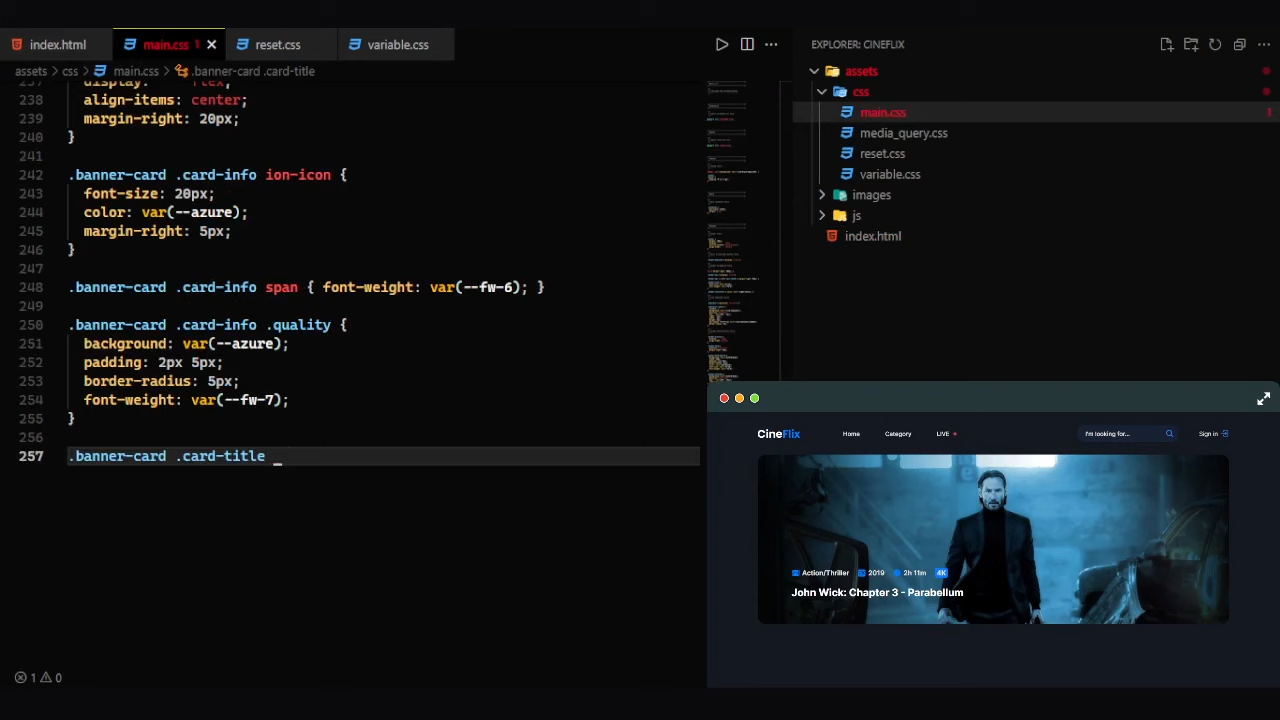 index.html
main.css 1
reset.css
variable.css
assets > css > main.css > .banner-card .card-title
237 display: flex;
238 align-items: center;
239 margin-right: 20px;
240 }
241
242 .banner-card .card-info ion-icon {
243 font-size: 20px;
244 color: var(--azure);
245 margin-right: 5px;
246 }
247
248 .banner-card .card-info span { font-weight: var(--fw-6); }
249
250 .banner-card .card-info .quality {
251 background: var(--azure);
252 padding: 2px 5px;
253 border-radius: 5px;
254 font-weight: var(--fw-7);
255 }
256
257 .banner-card .card-title _
1 0
EXPLORER: CINEFLIX
assets
css
main.css 1
media_query.css
reset.css
variable.css
images
js
index.html
CineFlix
Home
Category
LIVE
I'm looking for...
Sign in
Action/Thriller 2019 2h 11m 4K
John Wick: Chapter 3 - Parabellum